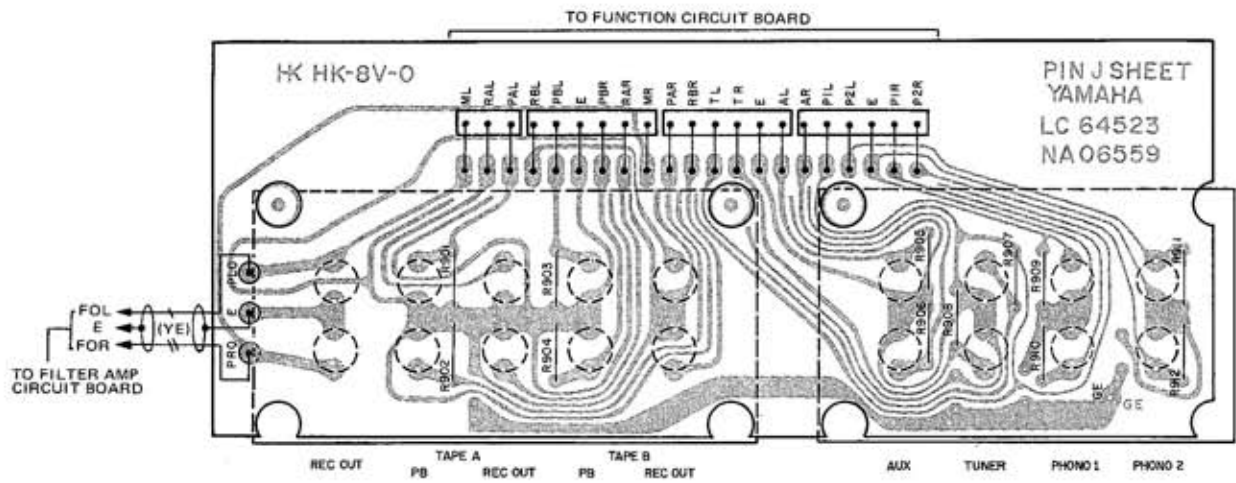 TO FUNCTION CIRCUIT BOARD
HK HK-8V-0
PIN J SHEET
YAMAHA
LC 64523
NA 06559
ML RAL PAL RBL PBL E PBR RAR MR PAR RBR TL TR E AL AR P1L P2L E P1R P2R
PLO
E
PRO
FOL
E
(YE)
FOR
TO FILTER AMP
CIRCUIT BOARD
R901 R903 R905 R907 R909 R911
R902 R904 R906 R908 R910 R912
GE GE
REC OUT
TAPE A
PB REC OUT
TAPE B
PB REC OUT
AUX TUNER PHONO 1 PHONO 2